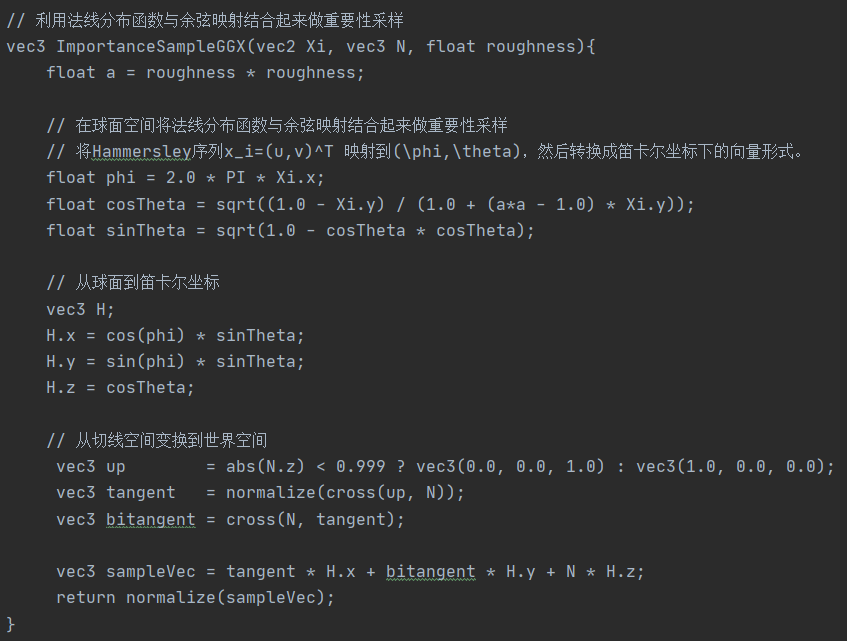 // 利用法线分布函数与余弦映射结合起来做重要性采样
vec3 ImportanceSampleGGX(vec2 Xi, vec3 N, float roughness){
    float a = roughness * roughness;

    // 在球面空间将法线分布函数与余弦映射结合起来做重要性采样
    // 将Hammersley序列x_i=(u,v)^T 映射到(\phi,\theta)，然后转换成笛卡尔坐标下的向量形式。
    float phi = 2.0 * PI * Xi.x;
    float cosTheta = sqrt((1.0 - Xi.y) / (1.0 + (a*a - 1.0) * Xi.y));
    float sinTheta = sqrt(1.0 - cosTheta * cosTheta);

    // 从球面到笛卡尔坐标
    vec3 H;
    H.x = cos(phi) * sinTheta;
    H.y = sin(phi) * sinTheta;
    H.z = cosTheta;

    // 从切线空间变换到世界空间
     vec3 up        = abs(N.z) < 0.999 ? vec3(0.0, 0.0, 1.0) : vec3(1.0, 0.0, 0.0);
     vec3 tangent   = normalize(cross(up, N));
     vec3 bitangent = cross(N, tangent);

     vec3 sampleVec = tangent * H.x + bitangent * H.y + N * H.z;
     return normalize(sampleVec);
}